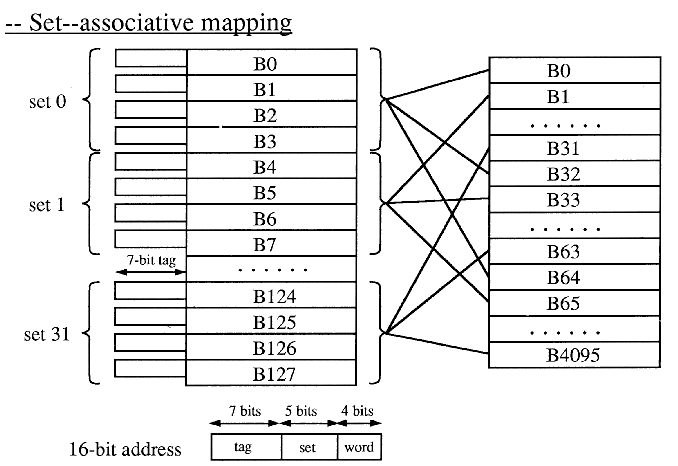 -- Set--associative mapping
set 0
B0
B1
B2
B3
set 1
B4
B5
B6
B7
7-bit tag
. . . . . .
set 31
B124
B125
B126
B127
B0
B1
. . . . . .
B31
B32
B33
. . . . . .
B63
B64
B65
. . . . . .
B4095
7 bits 5 bits 4 bits
16-bit address tag set word